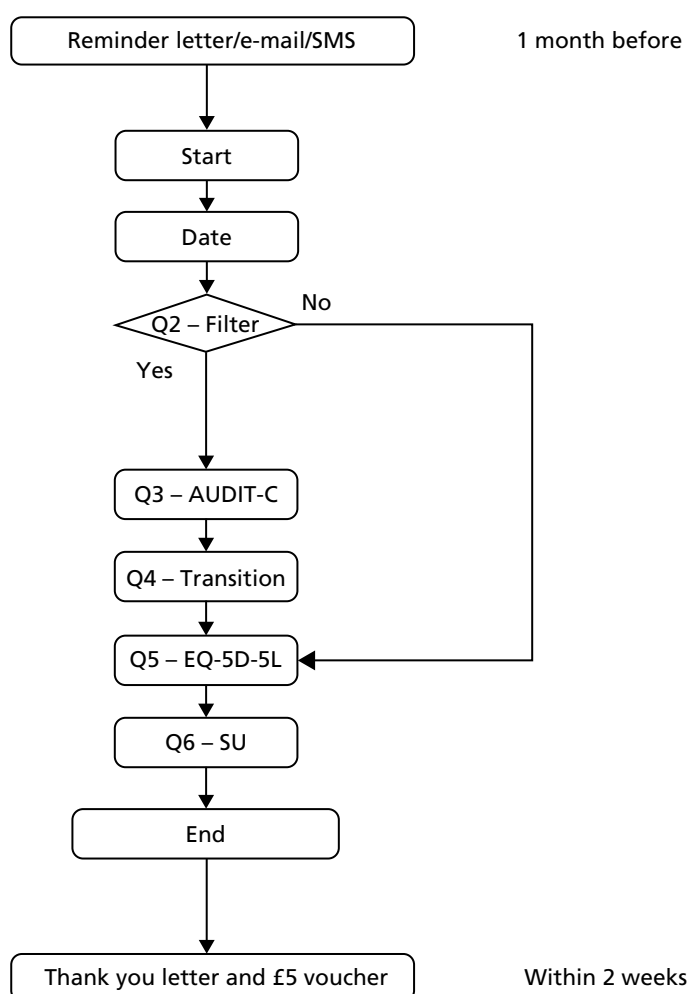 Reminder letter/e-mail/SMS
1 month before
Start
Date
Q2 – Filter
No
Yes
Q3 – AUDIT-C
Q4 – Transition
Q5 – EQ-5D-5L
Q6 – SU
End
Thank you letter and £5 voucher
Within 2 weeks